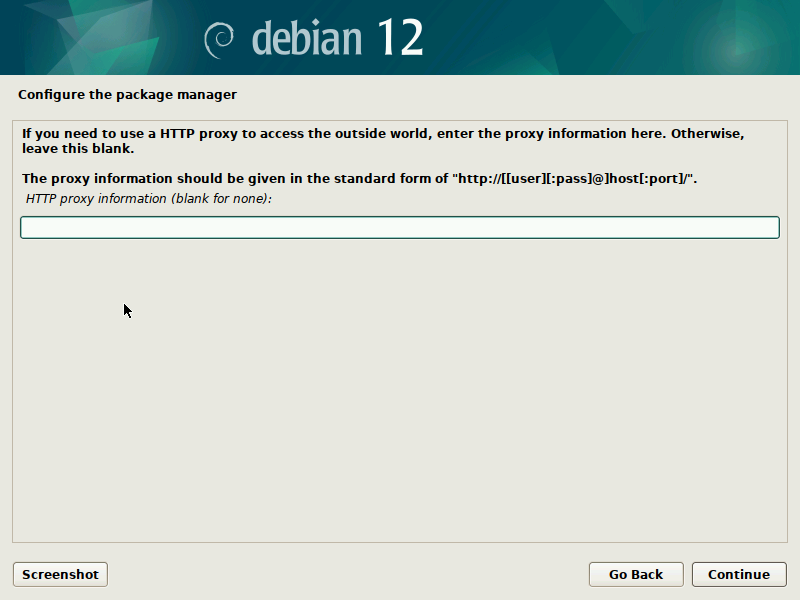 debian 12
Configure the package manager
If you need to use a HTTP proxy to access the outside world, enter the proxy information here. Otherwise,
leave this blank.
The proxy information should be given in the standard form of "http://[[user][:pass]@]host[:port]/".
HTTP proxy information (blank for none):
Screenshot
Go Back
Continue